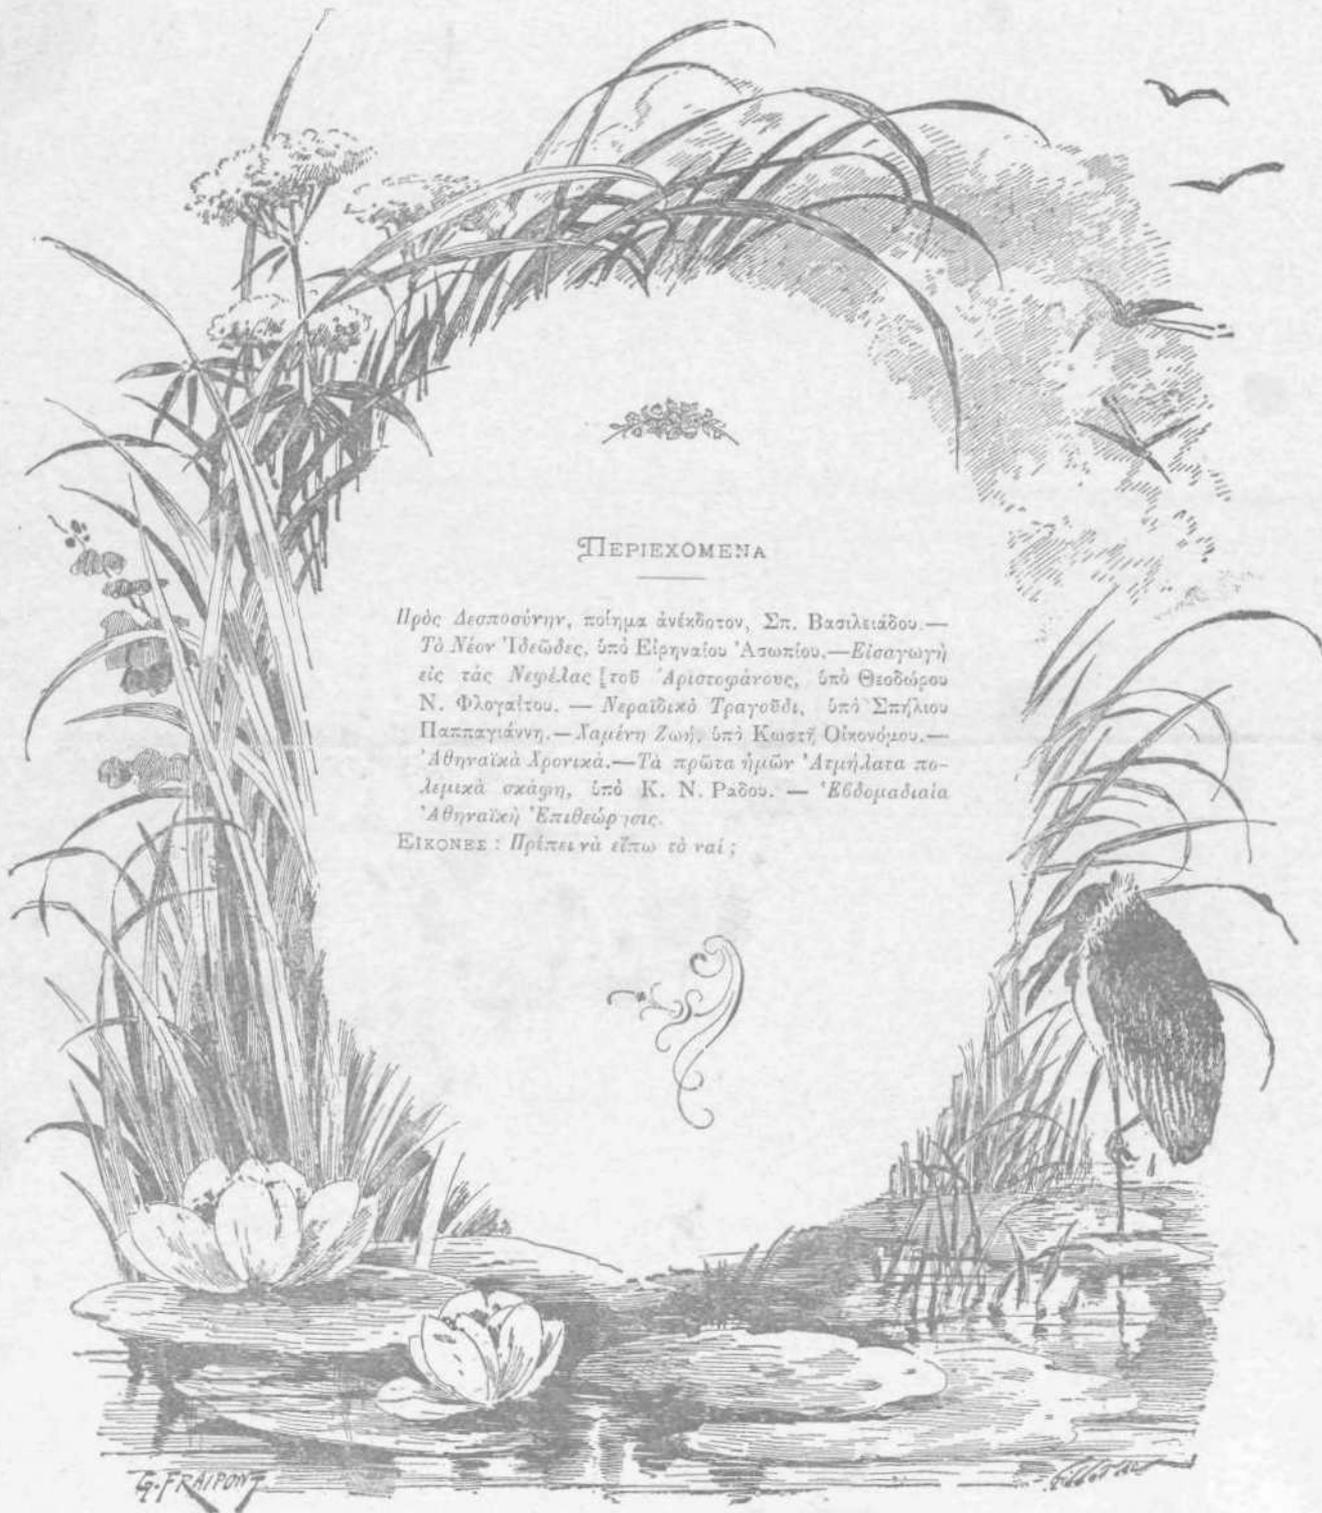 ΠΕΡΙΕΧΟΜΕΝΑ
Πρὸς Δεσποσύνην, ποίημα ἀνέκδοτον, Σπ. Βασιλειάδου.—
Τὸ Νέον Ἰδεῶδες, ὑπὸ Εἰρηναίου Ἀσωπίου.—Εἰσαγωγὴ
εἰς τὰς Νεφέλας [τοῦ Ἀριστοφάνους, ὑπὸ Θεοδώρου
Ν. Φλογαΐτου. — Νεραϊδικὸ Τραγοῦδι, ὑπὸ Σπήλιου
Παππαγιάννη.—Χαμένη Ζωή, ὑπὸ Κωστῆ Οἰκονόμου.—
Ἀθηναϊκὰ Χρονικά.—Τὰ πρῶτα ἡμῶν Ἀτμήλατα πο-
λεμικὰ σκάφη, ὑπὸ Κ. Ν. Ράδου. — Ἑβδομαδιαία
Ἀθηναϊκὴ Ἐπιθεώρησις.
ΕΙΚΟΝΕΣ : Πρέπει νὰ εἴπω τὸ ναί ;
G. FRAIPONT